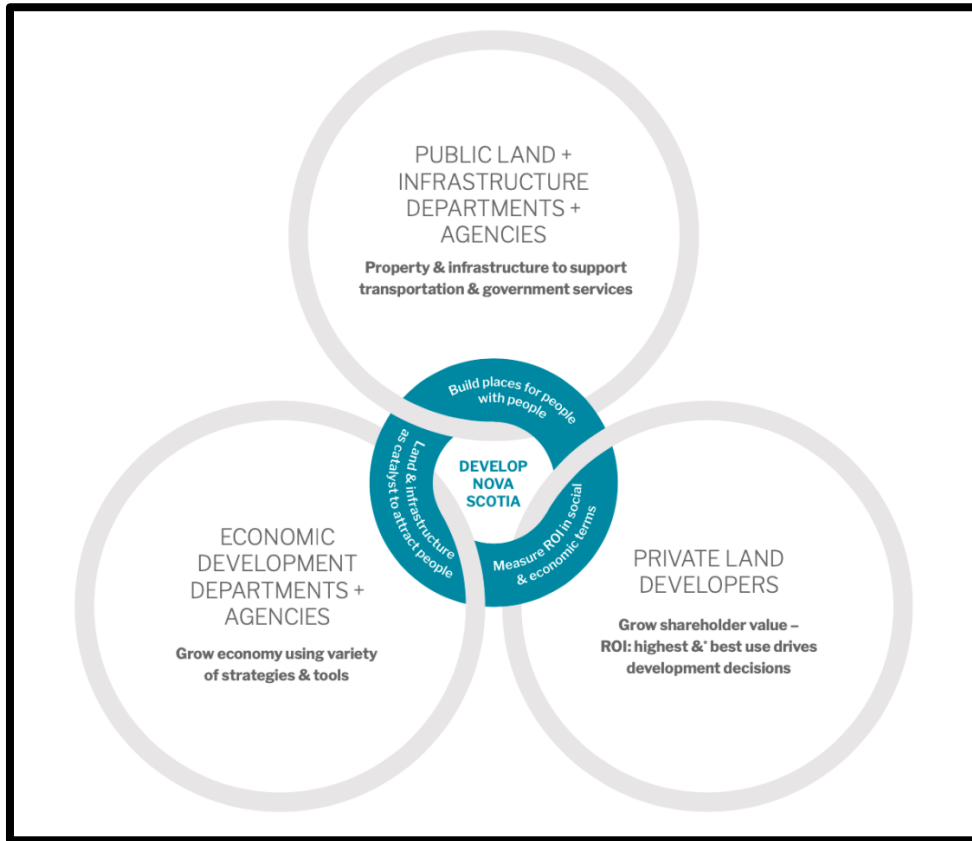 PUBLIC LAND +
INFRASTRUCTURE
DEPARTMENTS +
AGENCIES
Property & infrastructure to support
transportation & government services
Build places for people
with people
Land & infrastructure
as catalyst to attract people
DEVELOP
NOVA
SCOTIA
Measure ROI in social
& economic terms
ECONOMIC
DEVELOPMENT
DEPARTMENTS +
AGENCIES
Grow economy using variety
of strategies & tools
PRIVATE LAND
DEVELOPERS
Grow shareholder value –
ROI: highest &* best use drives
development decisions